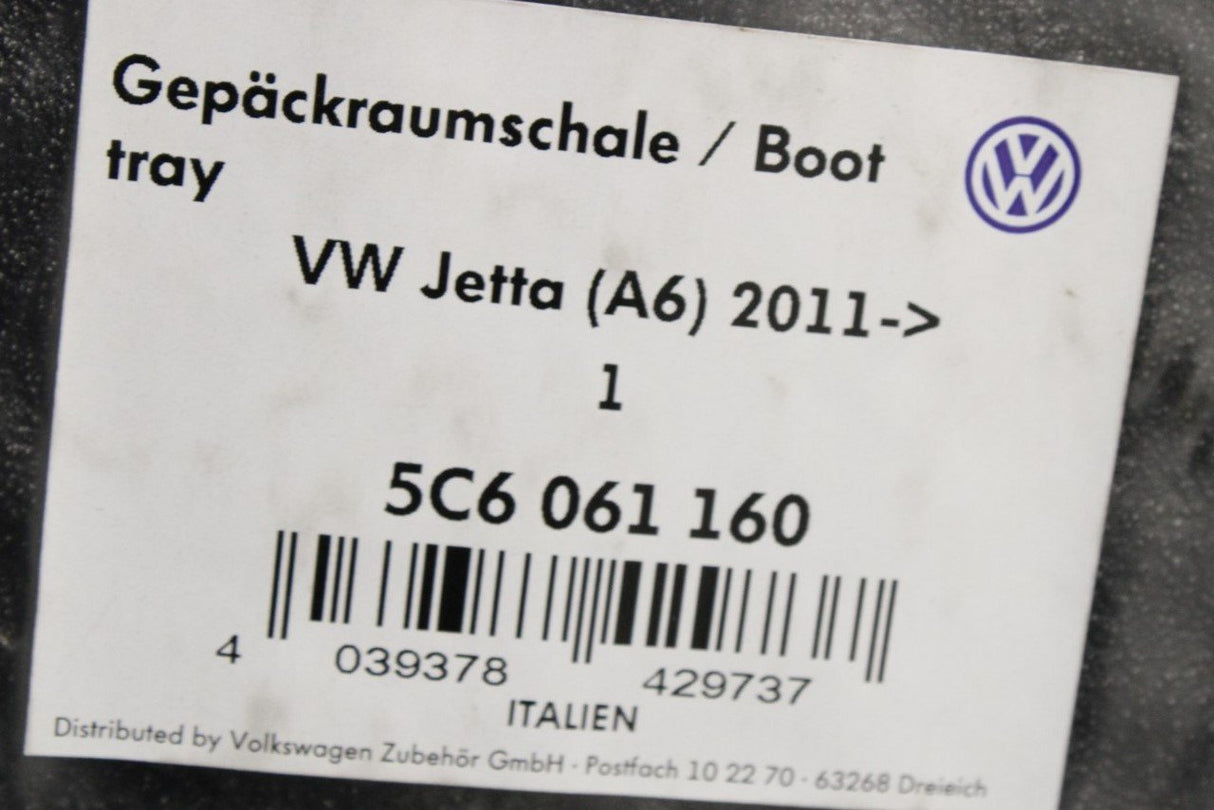 Gepäckraumschale / Boot
tray
VW Jetta (A6) 2011->
1
5C6 061 160
4 039378 429737
ITALIEN
Distributed by Volkswagen Zubehör GmbH · Postfach 10 22 70 · 63268 Dreieich